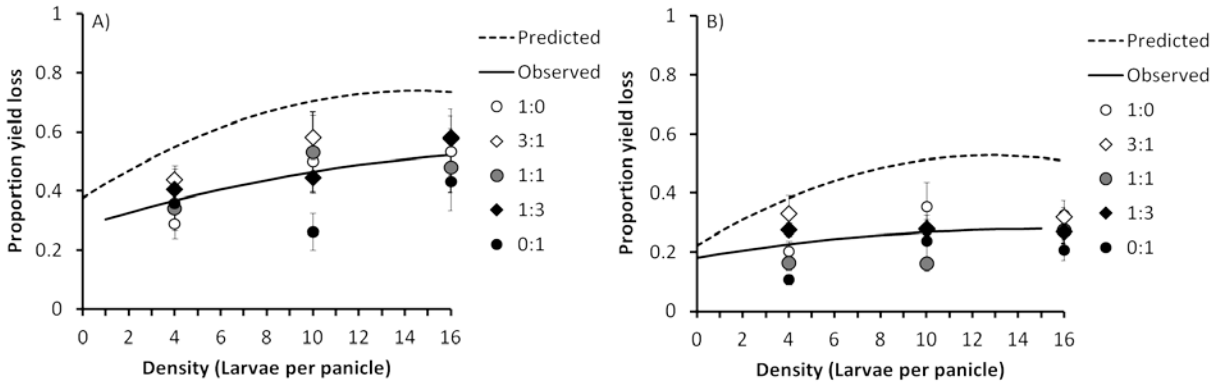 A)
Proportion yield loss
1
0.8
0.6
0.4
0.2
0
0 2 4 6 8 10 12 14 16
Density (Larvae per panicle)
Predicted
Observed
1:0
3:1
1:1
1:3
0:1
B)
Proportion yield loss
1
0.8
0.6
0.4
0.2
0
0 2 4 6 8 10 12 14 16
Density (Larvae per panicle)
Predicted
Observed
1:0
3:1
1:1
1:3
0:1